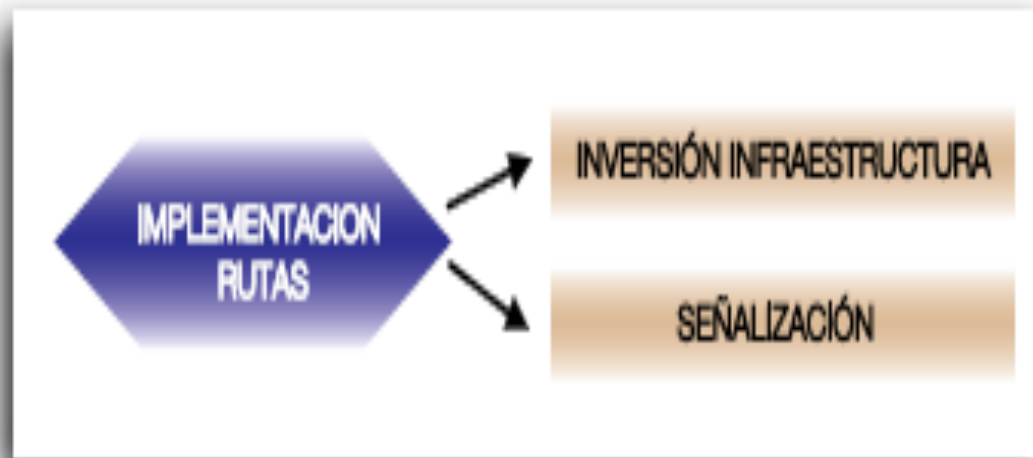 IMPLEMENTACION
RUTAS
INVERSIÓN INFRAESTRUCTURA
SEÑALIZACIÓN